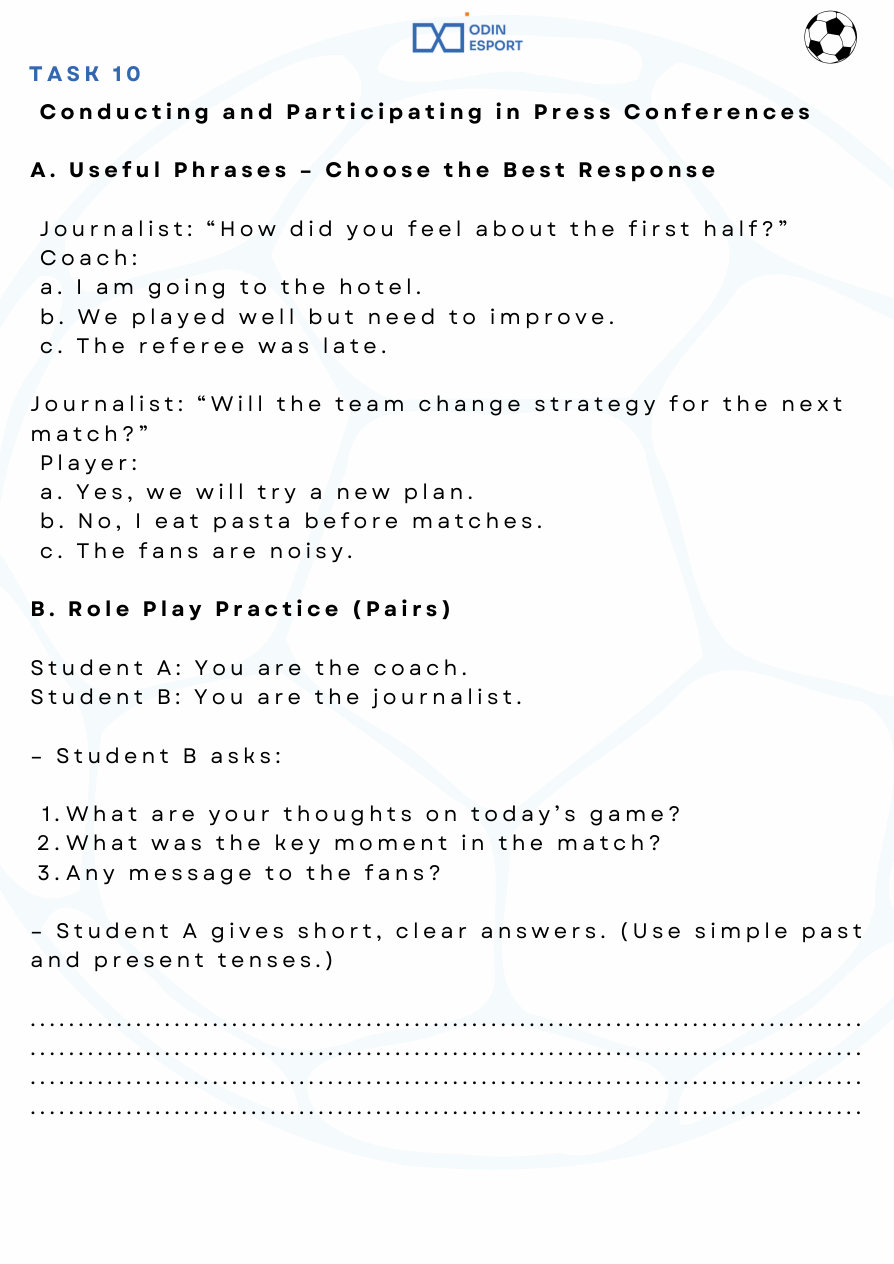 ODIN
ESPORT
TASK 10
Conducting and Participating in Press Conferences
A. Useful Phrases – Choose the Best Response
Journalist: “How did you feel about the first half?”
Coach:
a. I am going to the hotel.
b. We played well but need to improve.
c. The referee was late.
Journalist: “Will the team change strategy for the next
match?”
Player:
a. Yes, we will try a new plan.
b. No, I eat pasta before matches.
c. The fans are noisy.
B. Role Play Practice (Pairs)
Student A: You are the coach.
Student B: You are the journalist.
– Student B asks:
1. What are your thoughts on today’s game?
2. What was the key moment in the match?
3. Any message to the fans?
– Student A gives short, clear answers. (Use simple past
and present tenses.)